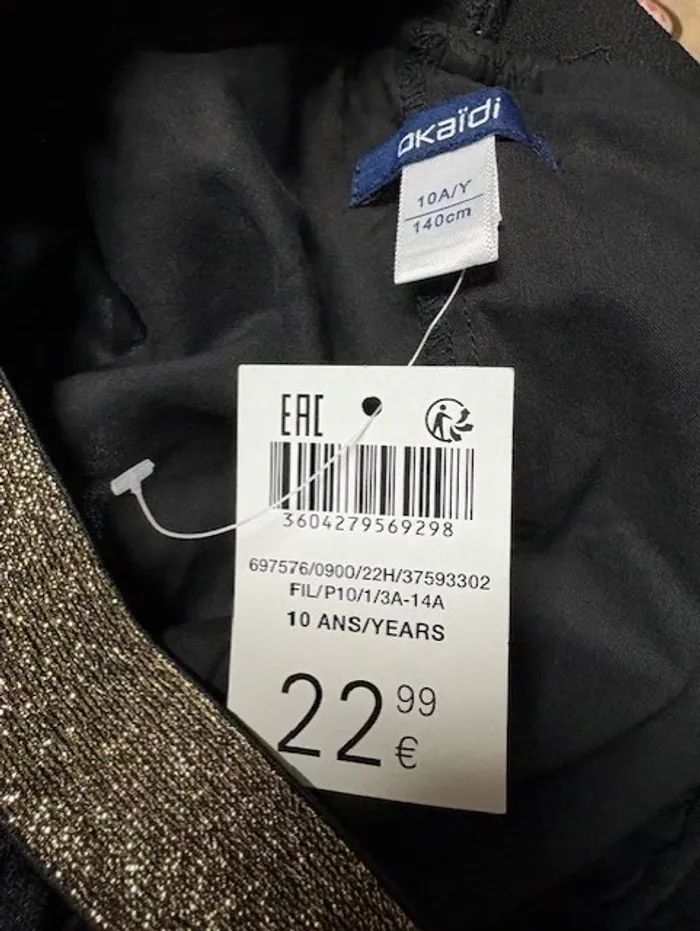 okaïdi
10A/Y
140cm
EAC
3604279569298
697576/0900/22H/37593302
FIL/P10/1/3A-14A
10 ANS/YEARS
22 99
€